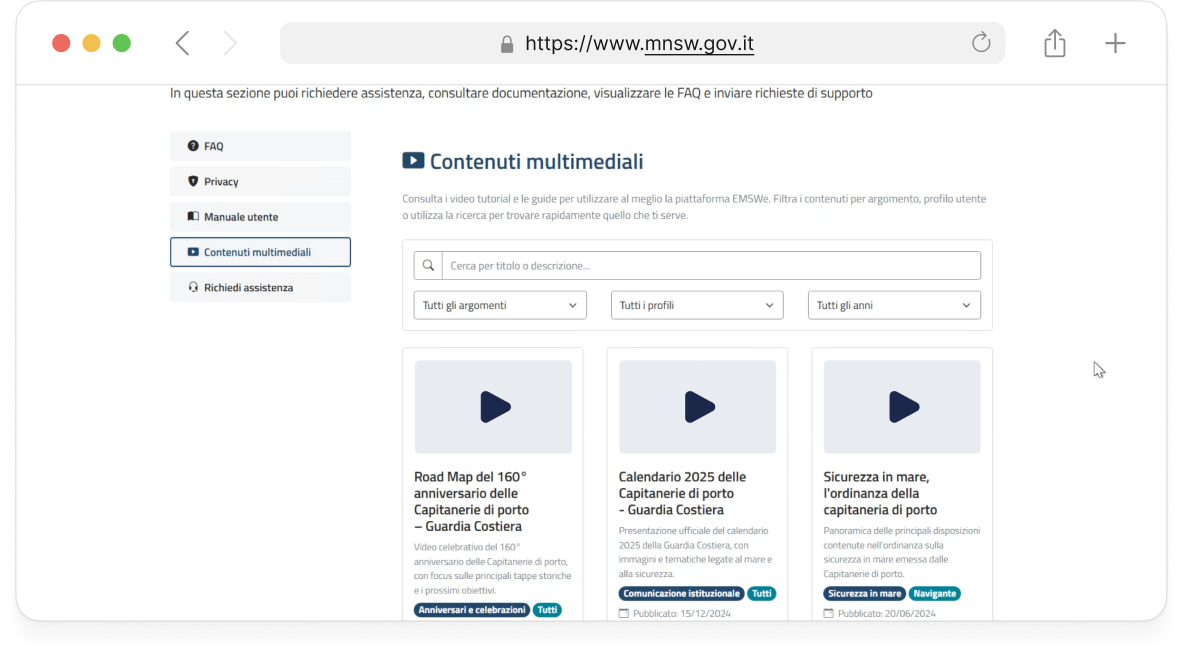 https://www.mnsw.gov.it
In questa sezione puoi richiedere assistenza, consultare documentazione, visualizzare le FAQ e inviare richieste di supporto
FAQ
Privacy
Manuale utente
Contenuti multimediali
Richiedi assistenza
Contenuti multimediali
Consulta i video tutorial e le guide per utilizzare al meglio la piattaforma EMSWe. Filtra i contenuti per argomento, profilo utente
o utilizza la ricerca per trovare rapidamente quello che ti serve.
Cerca per titolo o descrizione...
Tutti gli argomenti
Tutti i profili
Tutti gli anni
Road Map del 160°
anniversario delle
Capitanerie di porto
– Guardia Costiera
Video celebrativo del 160°
anniversario delle Capitanerie di porto,
con focus sulle principali tappe storiche
e i prossimi obiettivi.
Anniversari e celebrazioni
Tutti
Calendario 2025 delle
Capitanerie di porto
- Guardia Costiera
Presentazione ufficiale del calendario
2025 della Guardia Costiera, con
immagini e tematiche legate al mare e
alla sicurezza.
Comunicazione istituzionale
Tutti
Pubblicato: 15/12/2024
Sicurezza in mare,
l'ordinanza della
capitaneria di porto
Panoramica delle principali disposizioni
contenute nell'ordinanza sulla
sicurezza in mare emessa dalle
Capitanerie di porto.
Sicurezza in mare
Navigante
Pubblicato: 20/06/2024